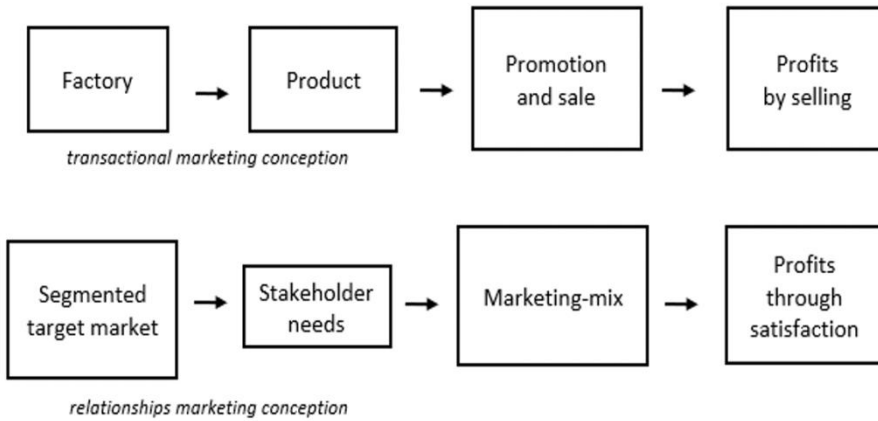 Factory
Product
Promotion
and sale
Profits
by selling
transactional marketing conception
Segmented
target market
Stakeholder
needs
Marketing-mix
Profits
through
satisfaction
relationships marketing conception